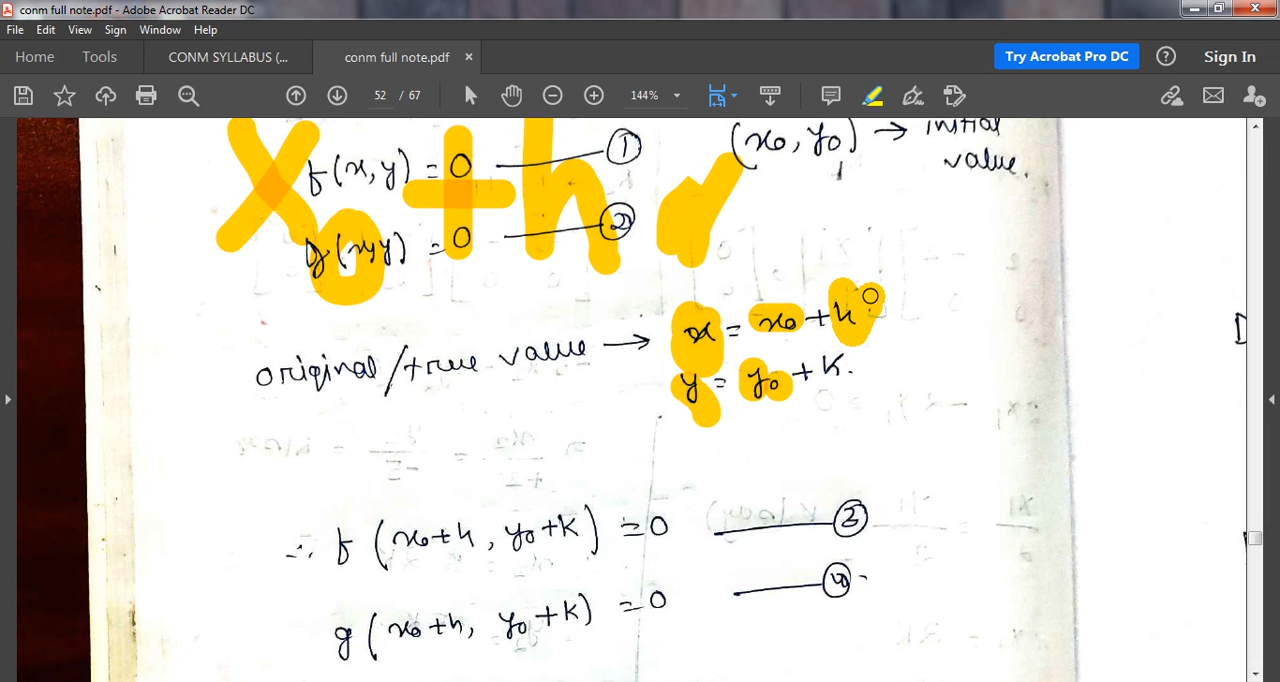 conm full note.pdf - Adobe Acrobat Reader DC
File Edit View Sign Window Help
Home Tools CONM SYLLABUS (... conm full note.pdf × Try Acrobat Pro DC ? Sign In
52 / 67 144%
x0 + h
f(x,y) = 0 ①
(x0, y0) → initial
value.
g(x,y) = 0 ②
original/true value → x = x0 + h
y = y0 + k.
∴ f(x0+h, y0+k) = 0 ③
g(x0+h, y0+k) = 0 ④